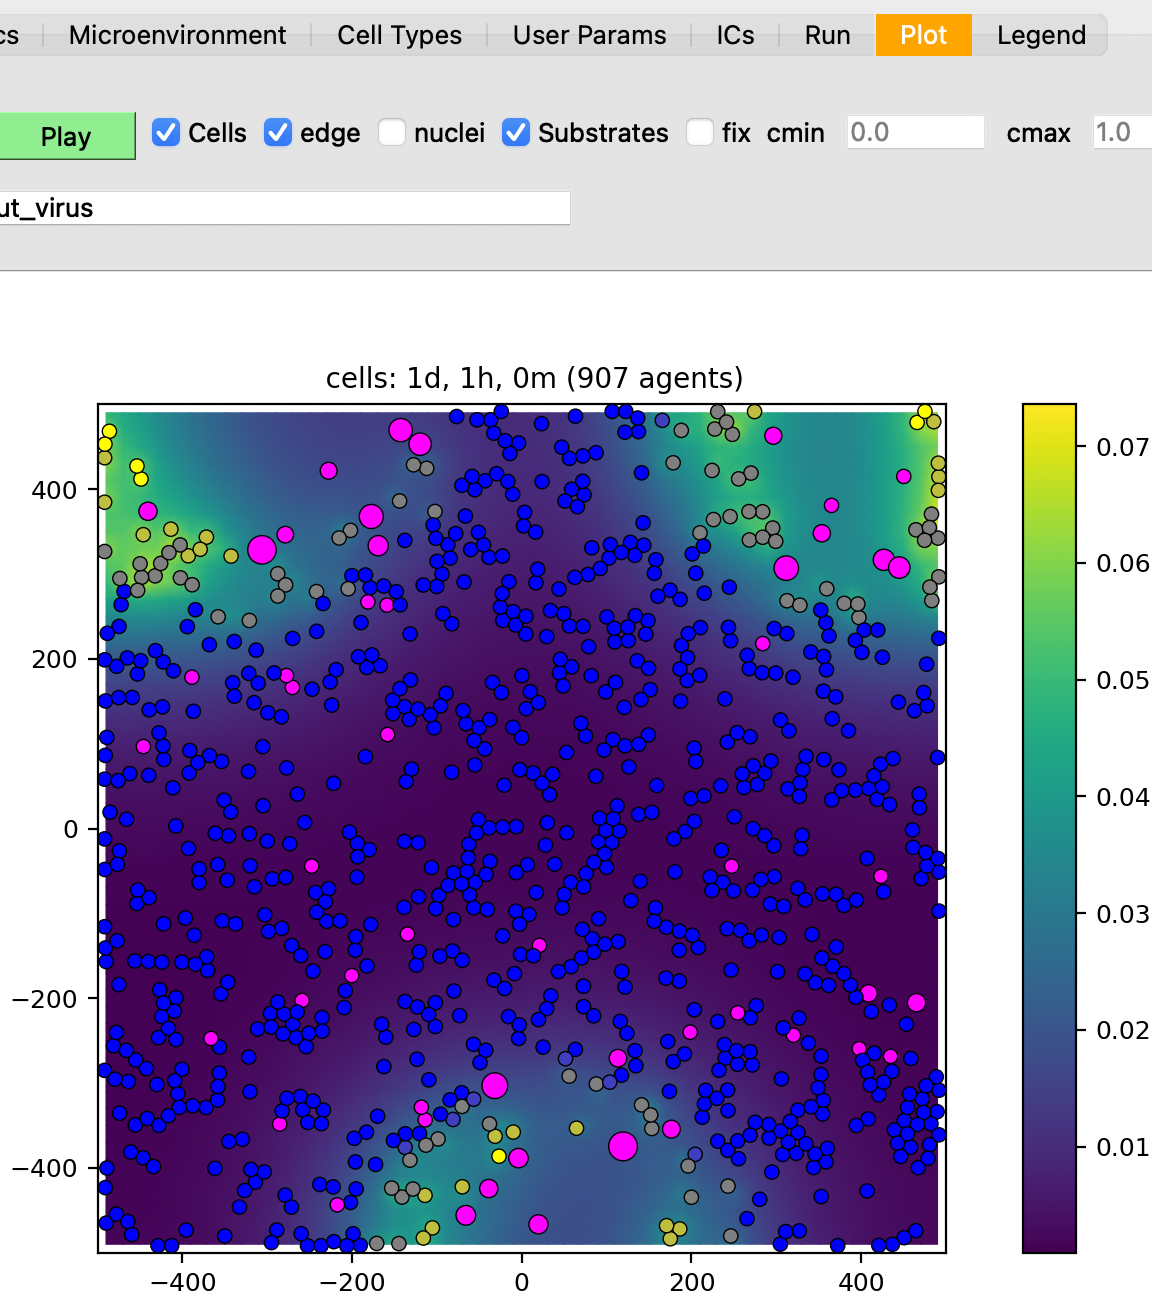 cs Microenvironment Cell Types User Params ICs Run Plot Legend
Play Cells edge nuclei Substrates fix cmin 0.0 cmax 1.0
ut_virus
cells: 1d, 1h, 0m (907 agents)
0.07
400
0.06
0.05
200
0.04
0
0.03
−200
0.02
0.01
−400
−400 −200 0 200 400